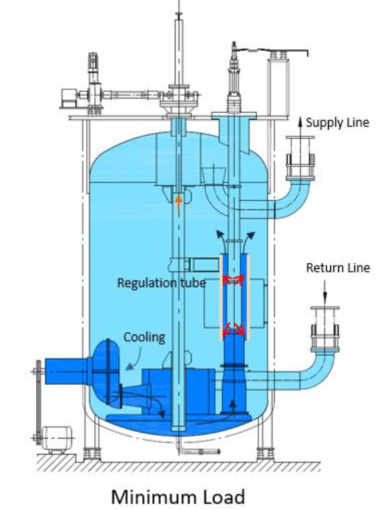 Supply Line
Return Line
Regulation tube
Cooling
Minimum Load